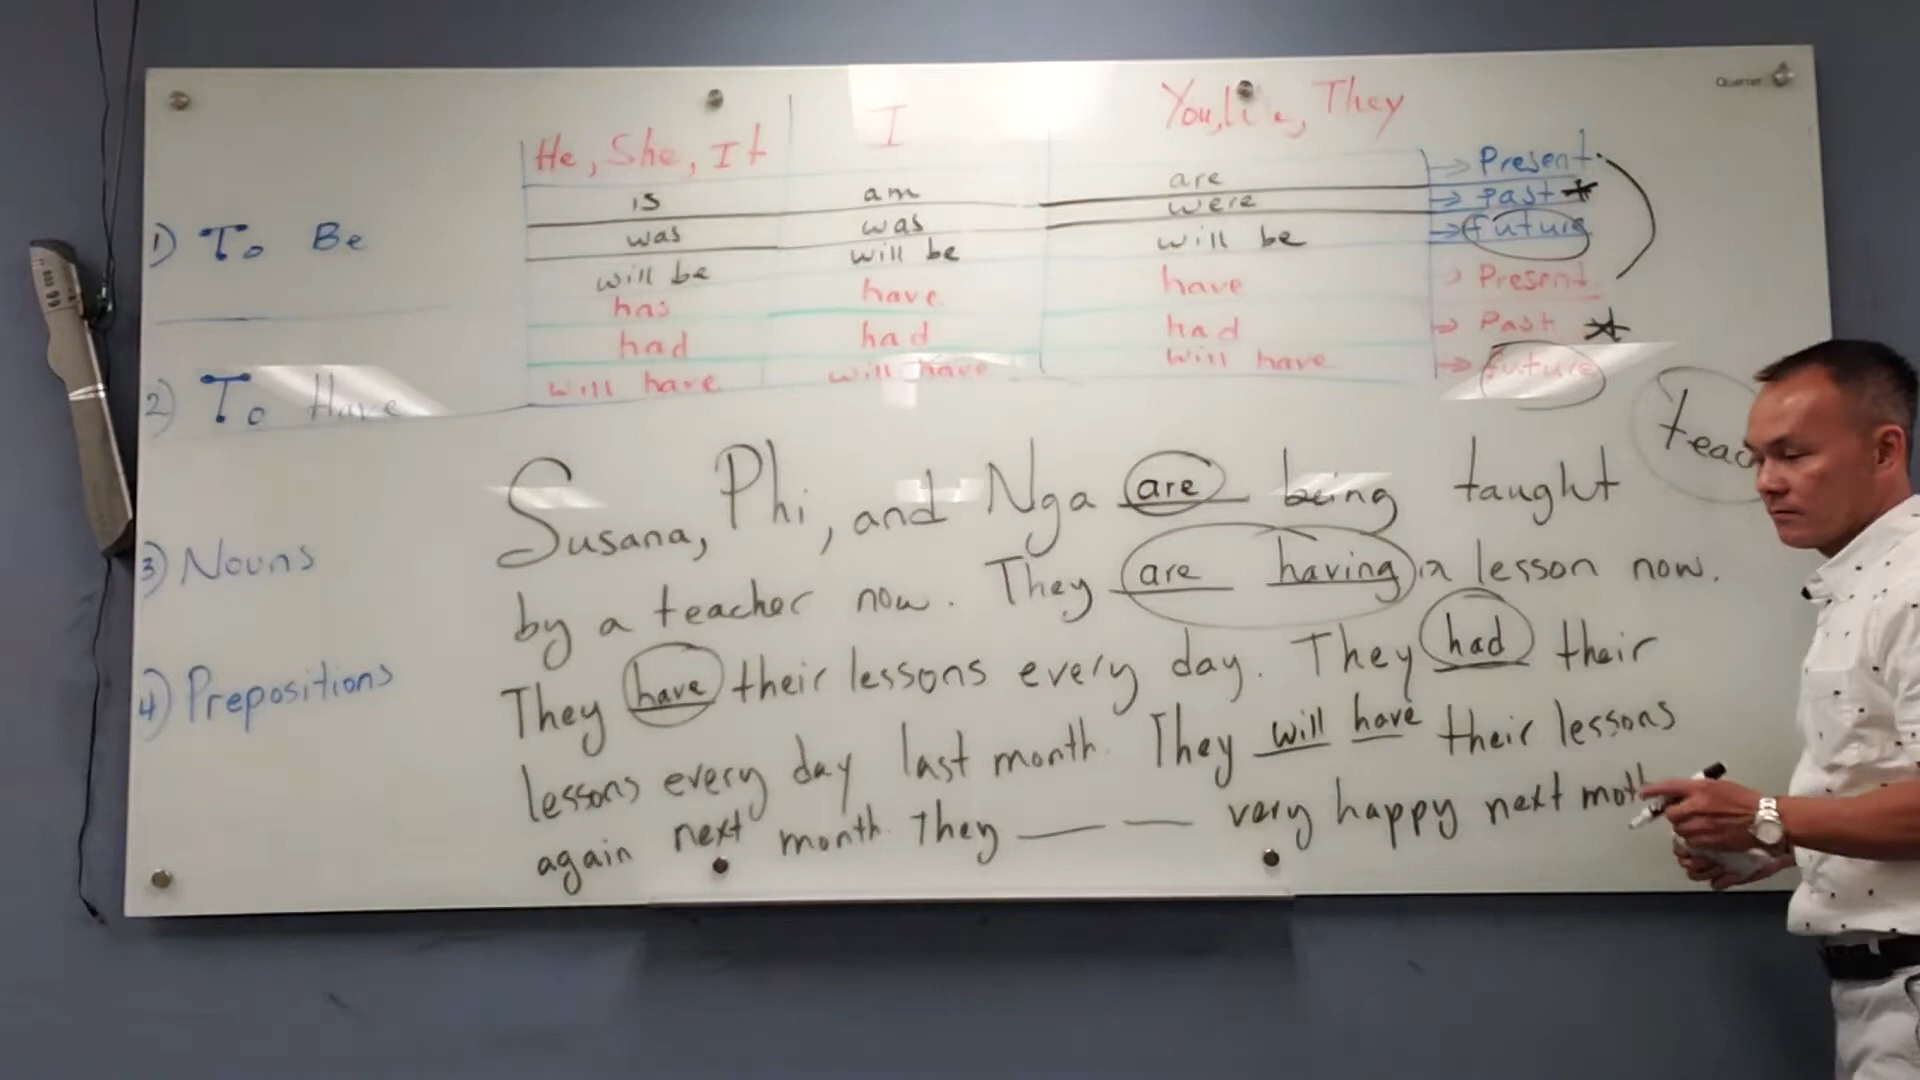 Quartet
He, She, It I You, We, They
is am are → Present
was was were → Past *
1) To Be will be will be will be → future
has have have → Present
had had had → Past *
2) To Have will have will have will have → future
Susana, Phi, and Nga are being taught
3) Nouns by a teacher now. They are having a lesson now.
4) Prepositions They have their lessons every day. They had their
lessons every day last month. They will have their lessons
again next month. They ___ ___ very happy next